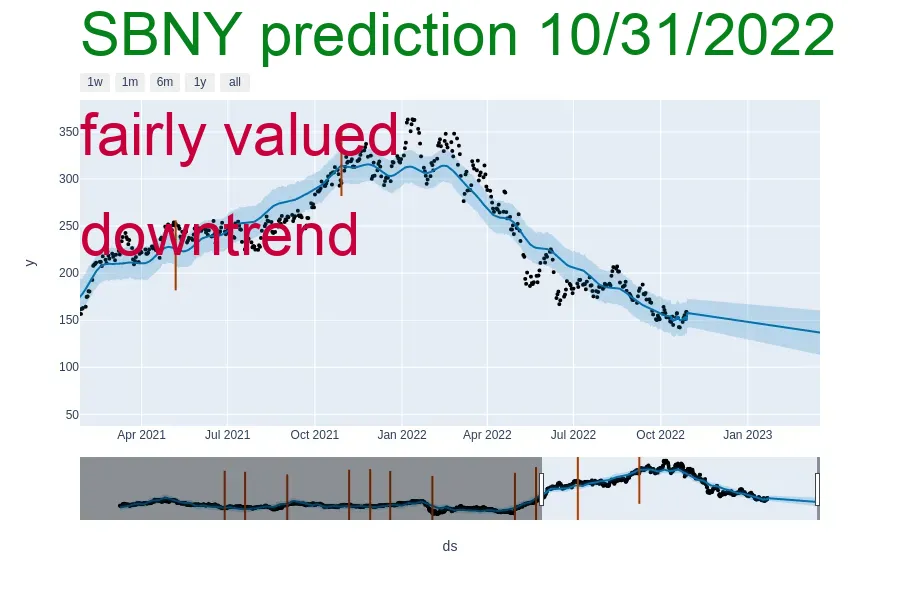 SBNY prediction 10/31/2022
1w 1m 6m 1y all
fairly valued
downtrend
350
300
250
200
150
100
50
y
Apr 2021 Jul 2021 Oct 2021 Jan 2022 Apr 2022 Jul 2022 Oct 2022 Jan 2023
ds